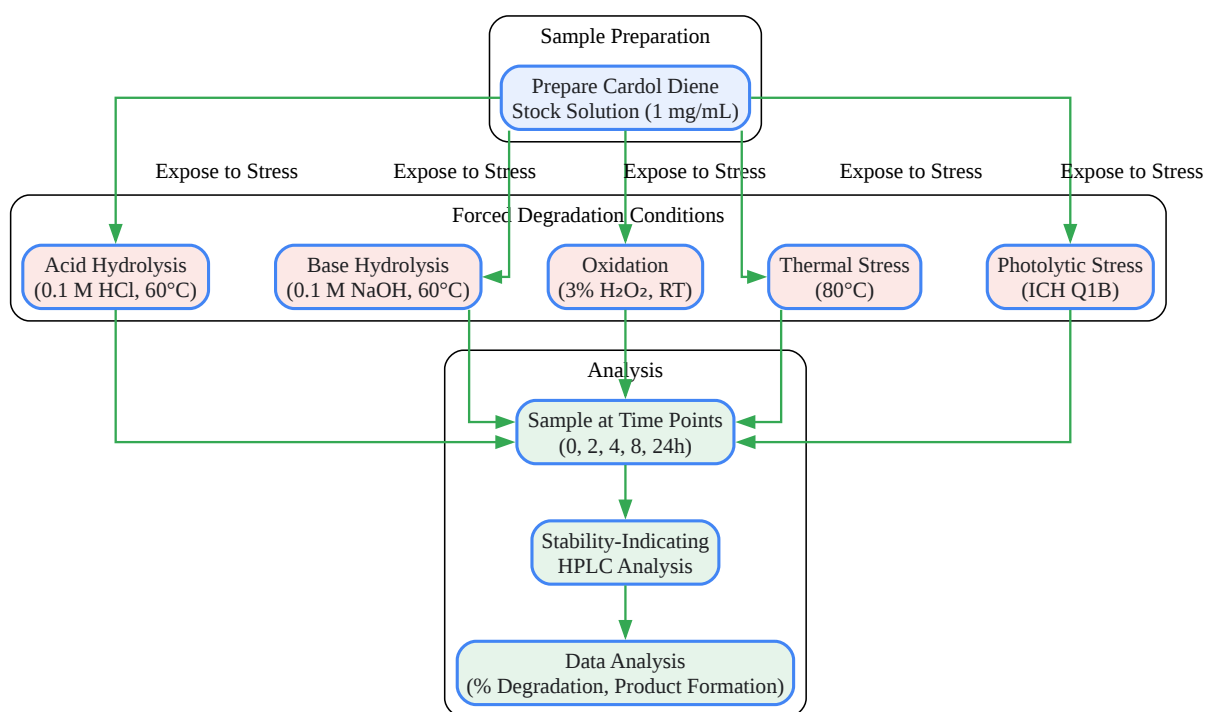 Sample Preparation
Prepare Cardol Diene
Stock Solution (1 mg/mL)
Expose to Stress
Expose to Stress
Expose to Stress
Expose to Stress
Expose to Stress
Forced Degradation Conditions
Acid Hydrolysis
(0.1 M HCl, 60°C)
Base Hydrolysis
(0.1 M NaOH, 60°C)
Oxidation
(3% H₂O₂, RT)
Thermal Stress
(80°C)
Photolytic Stress
(ICH Q1B)
Analysis
Sample at Time Points
(0, 2, 4, 8, 24h)
Stability-Indicating
HPLC Analysis
Data Analysis
(% Degradation, Product Formation)